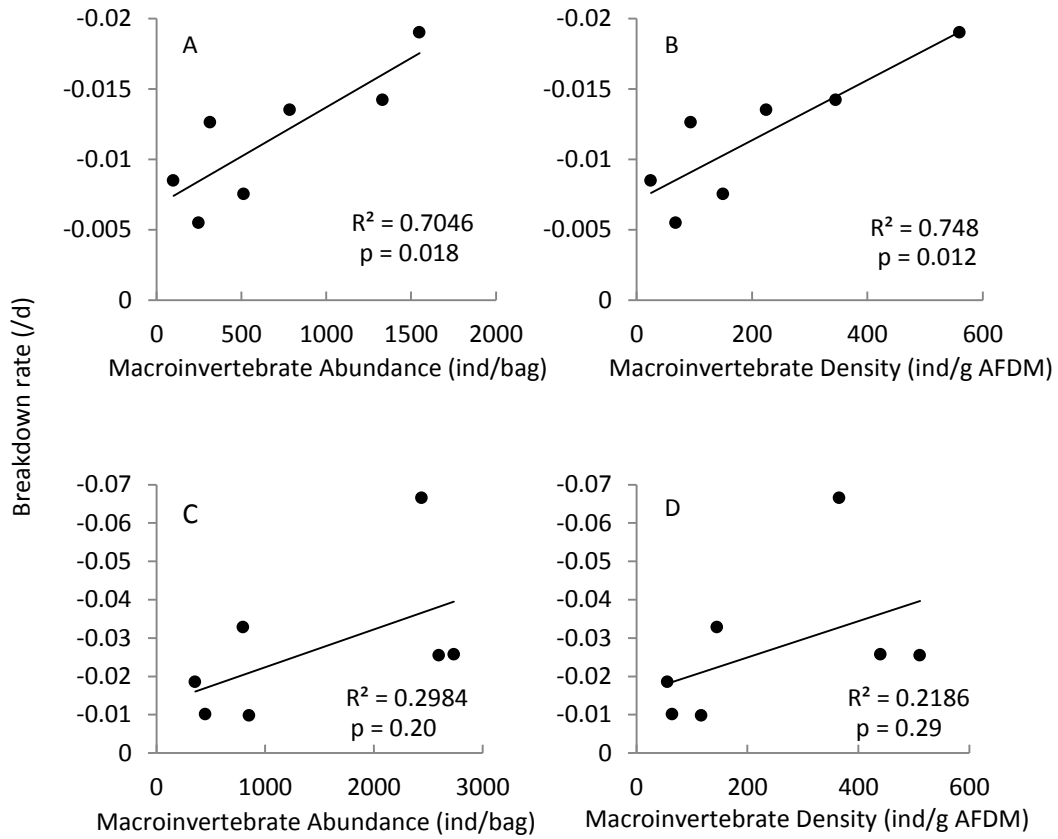 Breakdown rate (/d)
A
-0.02
-0.015
-0.01
-0.005
0
R² = 0.7046
p = 0.018
0 500 1000 1500 2000
Macroinvertebrate Abundance (ind/bag)
B
-0.02
-0.015
-0.01
-0.005
0
R² = 0.748
p = 0.012
0 200 400 600
Macroinvertebrate Density (ind/g AFDM)
C
-0.07
-0.06
-0.05
-0.04
-0.03
-0.02
-0.01
0
R² = 0.2984
p = 0.20
0 1000 2000 3000
Macroinvertebrate Abundance (ind/bag)
D
-0.07
-0.06
-0.05
-0.04
-0.03
-0.02
-0.01
0
R² = 0.2186
p = 0.29
0 200 400 600
Macroinvertebrate Density (ind/g AFDM)